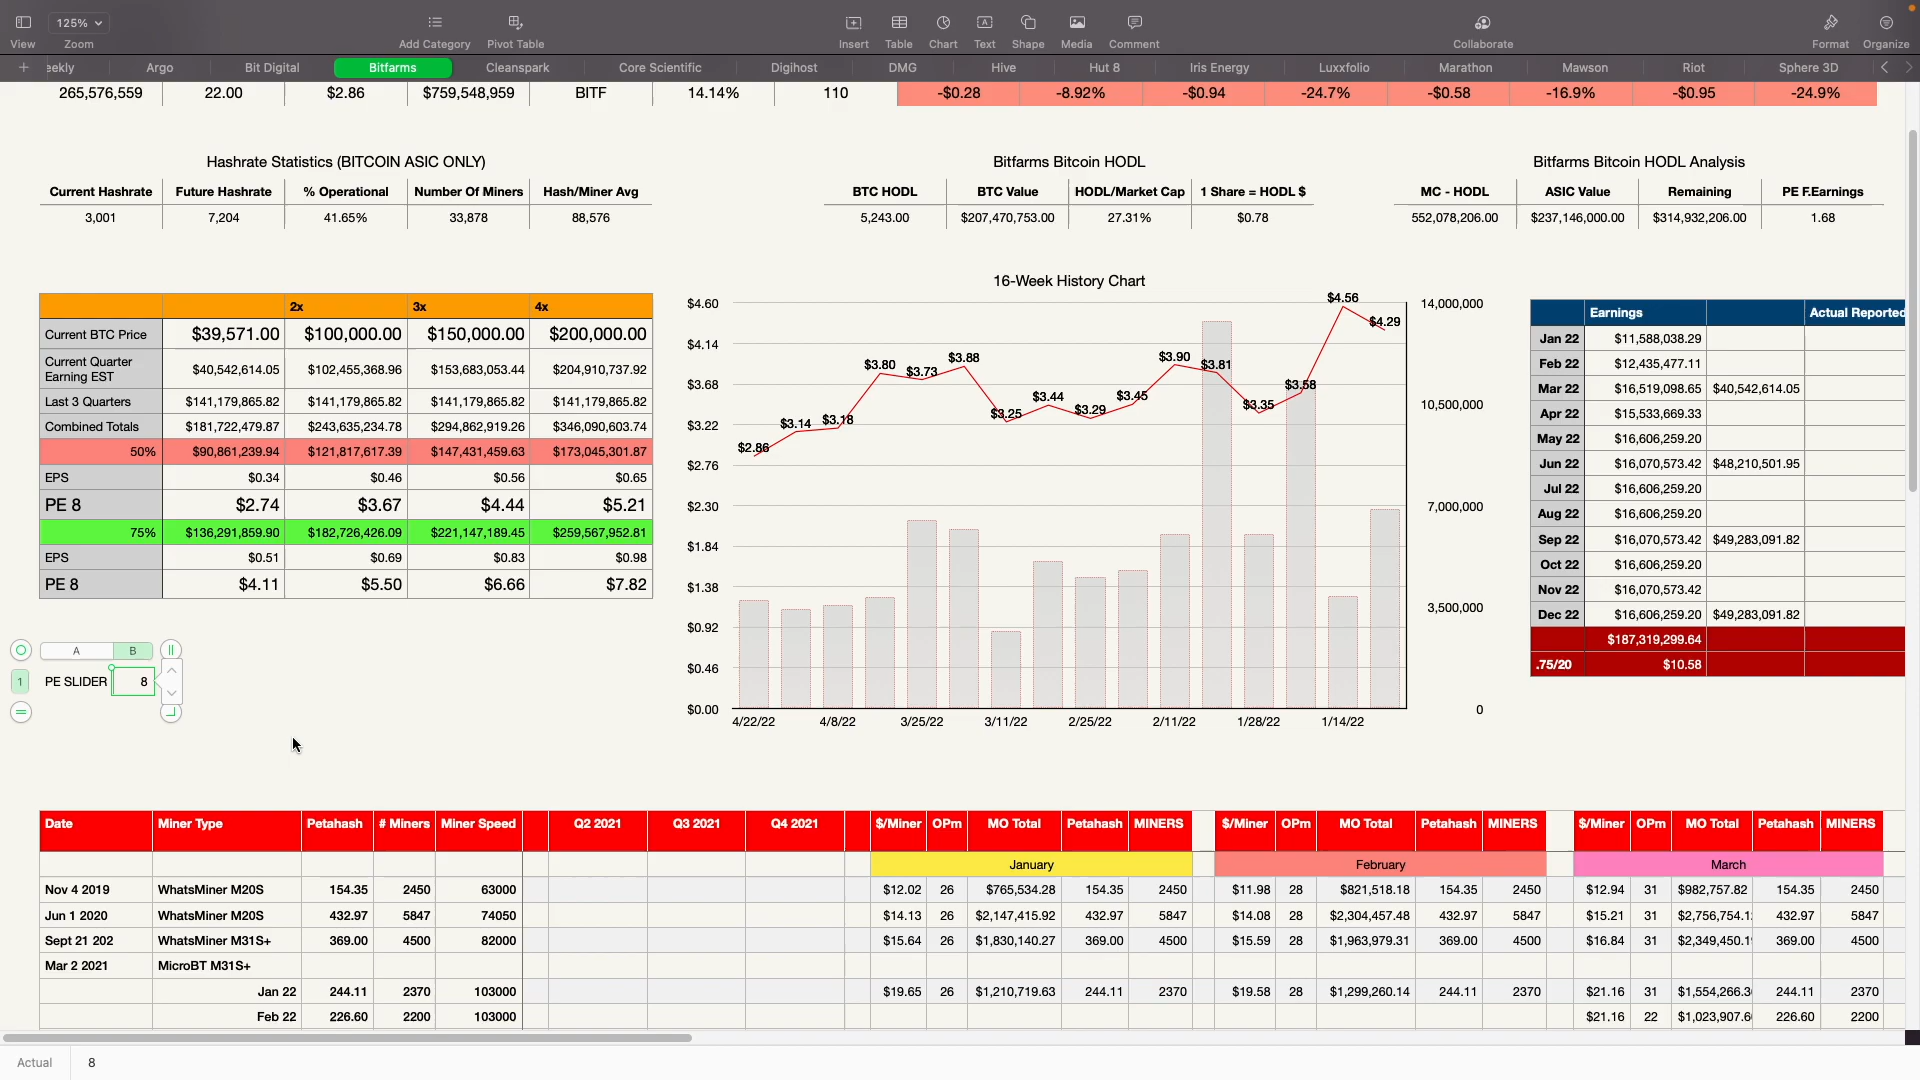 125%
View Zoom Add Category Pivot Table Insert Table Chart Text Shape Media Comment Collaborate Format Organize
+ eekly Argo Bit Digital Bitfarms Cleanspark Core Scientific Digihost DMG Hive Hut 8 Iris Energy Luxxfolio Marathon Mawson Riot Sphere 3D
265,576,559 22.00 $2.86 $759,548,959 BITF 14.14% 110 -$0.28 -8.92% -$0.94 -24.7% -$0.58 -16.9% -$0.95 -24.9%
Hashrate Statistics (BITCOIN ASIC ONLY)
Current Hashrate Future Hashrate % Operational Number Of Miners Hash/Miner Avg
3,001 7,204 41.65% 33,878 88,576
Bitfarms Bitcoin HODL
BTC HODL BTC Value HODL/Market Cap 1 Share = HODL $
5,243.00 $207,470,753.00 27.31% $0.78
Bitfarms Bitcoin HODL Analysis
MC - HODL ASIC Value Remaining PE F.Earnings
552,078,206.00 $237,146,000.00 $314,932,206.00 1.68
2x 3x 4x
Current BTC Price $39,571.00 $100,000.00 $150,000.00 $200,000.00
Current Quarter
Earning EST $40,542,614.05 $102,455,368.96 $153,683,053.44 $204,910,737.92
Last 3 Quarters $141,179,865.82 $141,179,865.82 $141,179,865.82 $141,179,865.82
Combined Totals $181,722,479.87 $243,635,234.78 $294,862,919.26 $346,090,603.74
50% $90,861,239.94 $121,817,617.39 $147,431,459.63 $173,045,301.87
EPS $0.34 $0.46 $0.56 $0.65
PE 8 $2.74 $3.67 $4.44 $5.21
75% $136,291,859.90 $182,726,426.09 $221,147,189.45 $259,567,952.81
EPS $0.51 $0.69 $0.83 $0.98
PE 8 $4.11 $5.50 $6.66 $7.82
A B
1 PE SLIDER 8
16-Week History Chart
$4.60
$4.14
$3.68
$3.22
$2.76
$2.30
$1.84
$1.38
$0.92
$0.46
$0.00
$2.86 $3.14 $3.18 $3.80 $3.73 $3.88 $3.25 $3.44 $3.29 $3.45 $3.90 $3.81 $3.35 $3.58 $4.56 $4.29
14,000,000
10,500,000
7,000,000
3,500,000
0
4/22/22 4/8/22 3/25/22 3/11/22 2/25/22 2/11/22 1/28/22 1/14/22
Earnings Actual Reported
Jan 22 $11,588,038.29
Feb 22 $12,435,477.11
Mar 22 $16,519,098.65 $40,542,614.05
Apr 22 $15,533,669.33
May 22 $16,606,259.20
Jun 22 $16,070,573.42 $48,210,501.95
Jul 22 $16,606,259.20
Aug 22 $16,606,259.20
Sep 22 $16,070,573.42 $49,283,091.82
Oct 22 $16,606,259.20
Nov 22 $16,070,573.42
Dec 22 $16,606,259.20 $49,283,091.82
$187,319,299.64
.75/20 $10.58
Date Miner Type Petahash # Miners Miner Speed Q2 2021 Q3 2021 Q4 2021 $/Miner OPm MO Total Petahash MINERS $/Miner OPm MO Total Petahash MINERS $/Miner OPm MO Total Petahash MINERS
January February March
Nov 4 2019 WhatsMiner M20S 154.35 2450 63000 $12.02 26 $765,534.28 154.35 2450 $11.98 28 $821,518.18 154.35 2450 $12.94 31 $982,757.82 154.35 2450
Jun 1 2020 WhatsMiner M20S 432.97 5847 74050 $14.13 26 $2,147,415.92 432.97 5847 $14.08 28 $2,304,457.48 432.97 5847 $15.21 31 $2,756,754.1 432.97 5847
Sept 21 202 WhatsMiner M31S+ 369.00 4500 82000 $15.64 26 $1,830,140.27 369.00 4500 $15.59 28 $1,963,979.31 369.00 4500 $16.84 31 $2,349,450.1 369.00 4500
Mar 2 2021 MicroBT M31S+
Jan 22 244.11 2370 103000 $19.65 26 $1,210,719.63 244.11 2370 $19.58 28 $1,299,260.14 244.11 2370 $21.16 31 $1,554,266.3 244.11 2370
Feb 22 226.60 2200 103000 $21.16 22 $1,023,907.6 226.60 2200
Actual 8